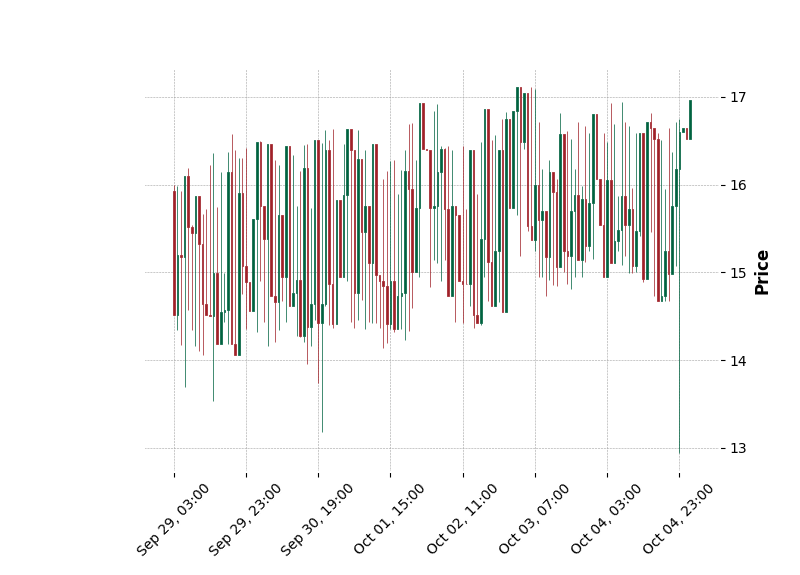 17
16
15
14
13
Price
Sep 29, 03:00
Sep 29, 23:00
Sep 30, 19:00
Oct 01, 15:00
Oct 02, 11:00
Oct 03, 07:00
Oct 04, 03:00
Oct 04, 23:00